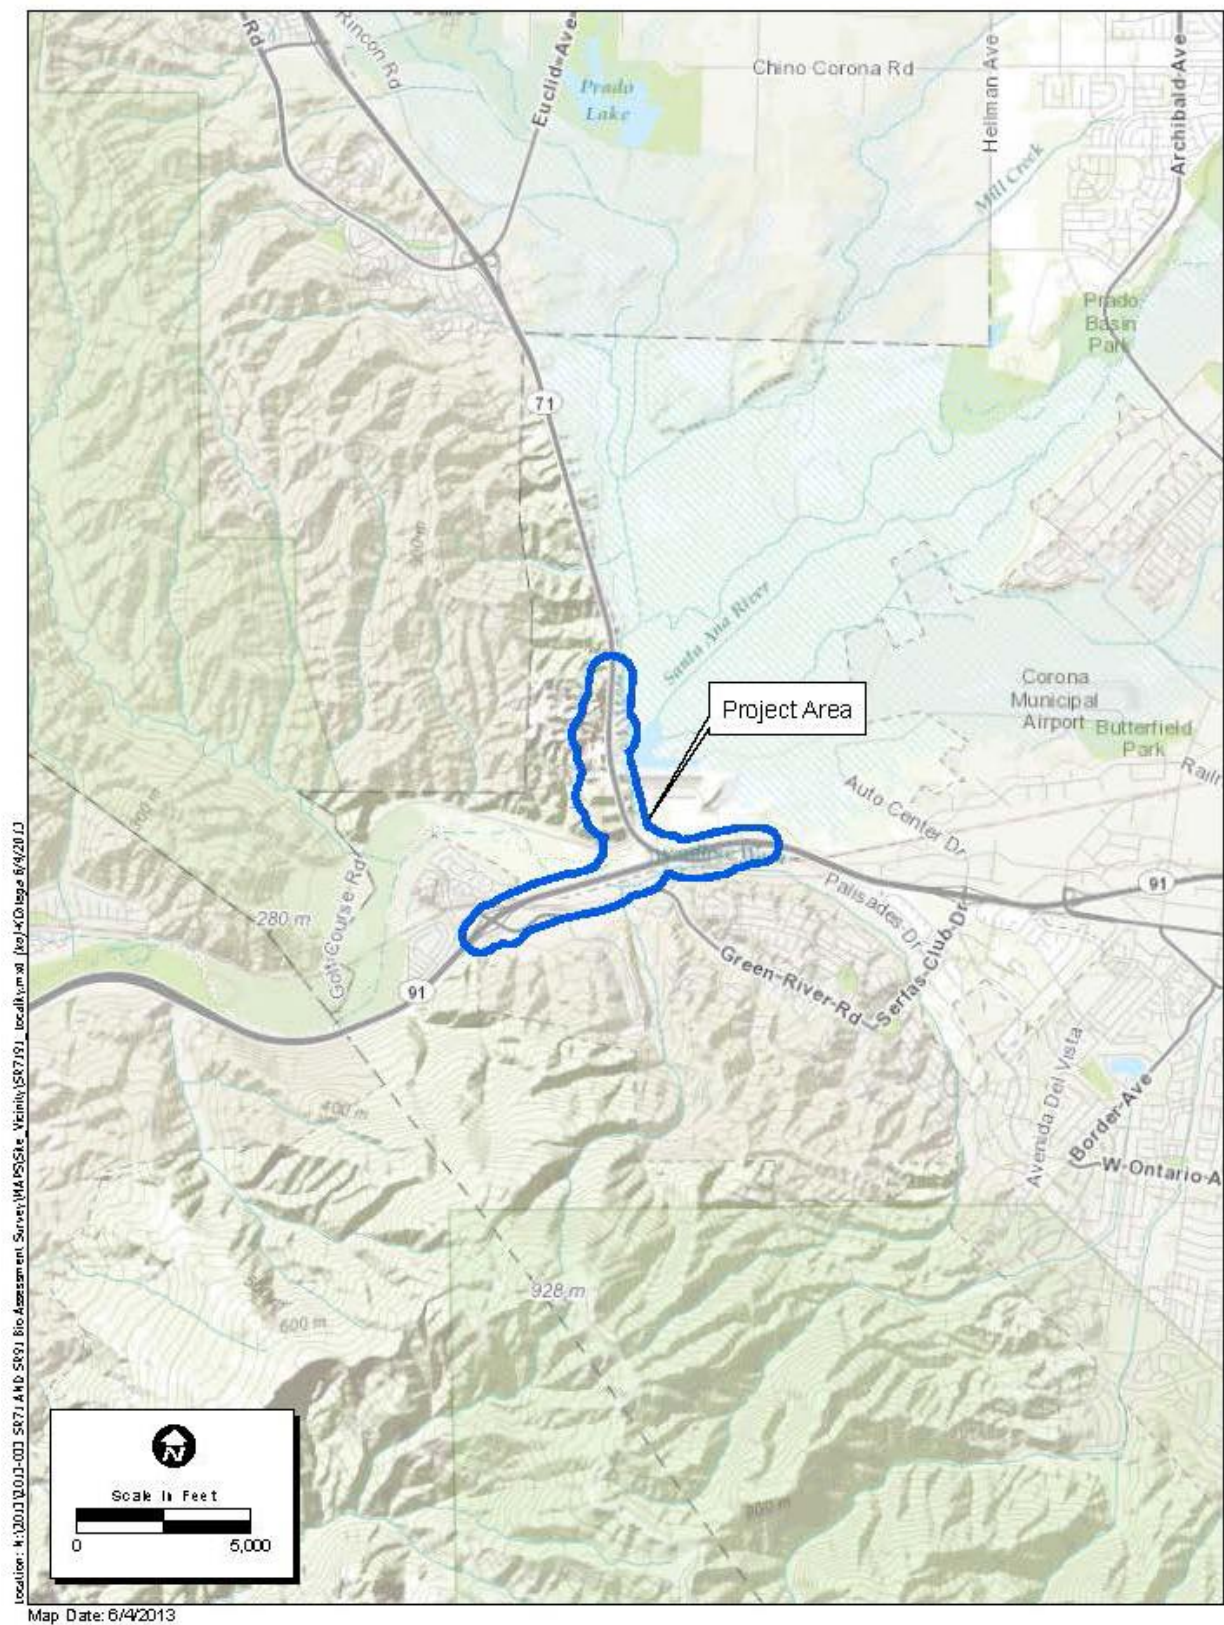 Rd
Rincon Rd
Euclid-Ave
Prado
Lake
Chino Corona Rd
Hellman Ave
Archibald-Ave
Mill Creek
Prado
Basin
Park
71
Santa Ana River
Project Area
Corona
Municipal
Airport
Butterfield
Park
Railr
Auto Center Dr
91
Palisades Dr
Serfas-Club-Dr
Green-River-Rd
Golf Course Rd
280 m
91
Avenida Del Vista
Border-Ave
W-Ontario-A
400 m
928 m
600 m
N
Scale in Feet
0
5,000
Map Date: 6/4/2013